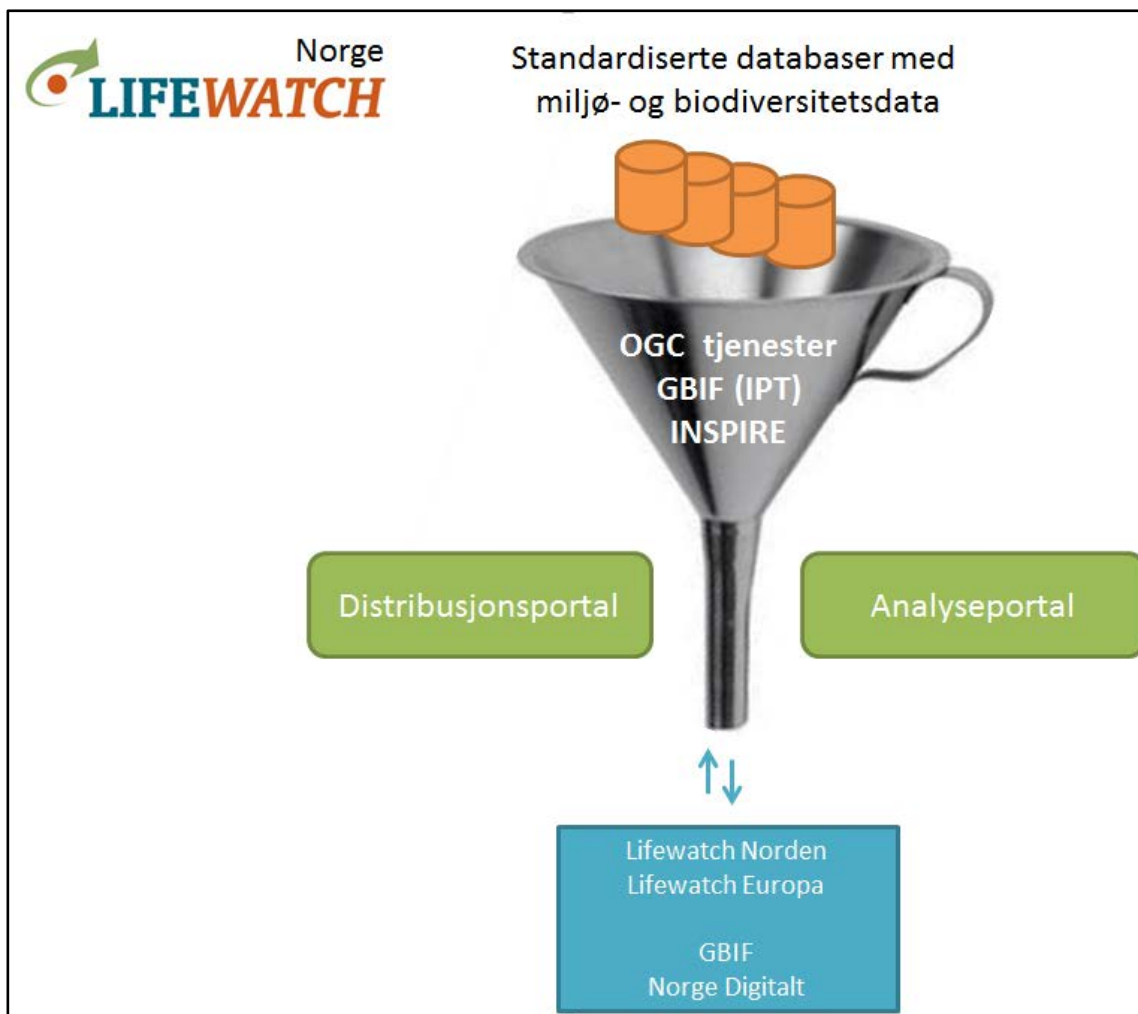 Norge
LIFEWATCH
Standardiserte databaser med
miljø- og biodiversitetsdata
OGC tjenester
GBIF (IPT)
INSPIRE
Distribusjonsportal
Analyseportal
Lifewatch Norden
Lifewatch Europa
GBIF
Norge Digitalt